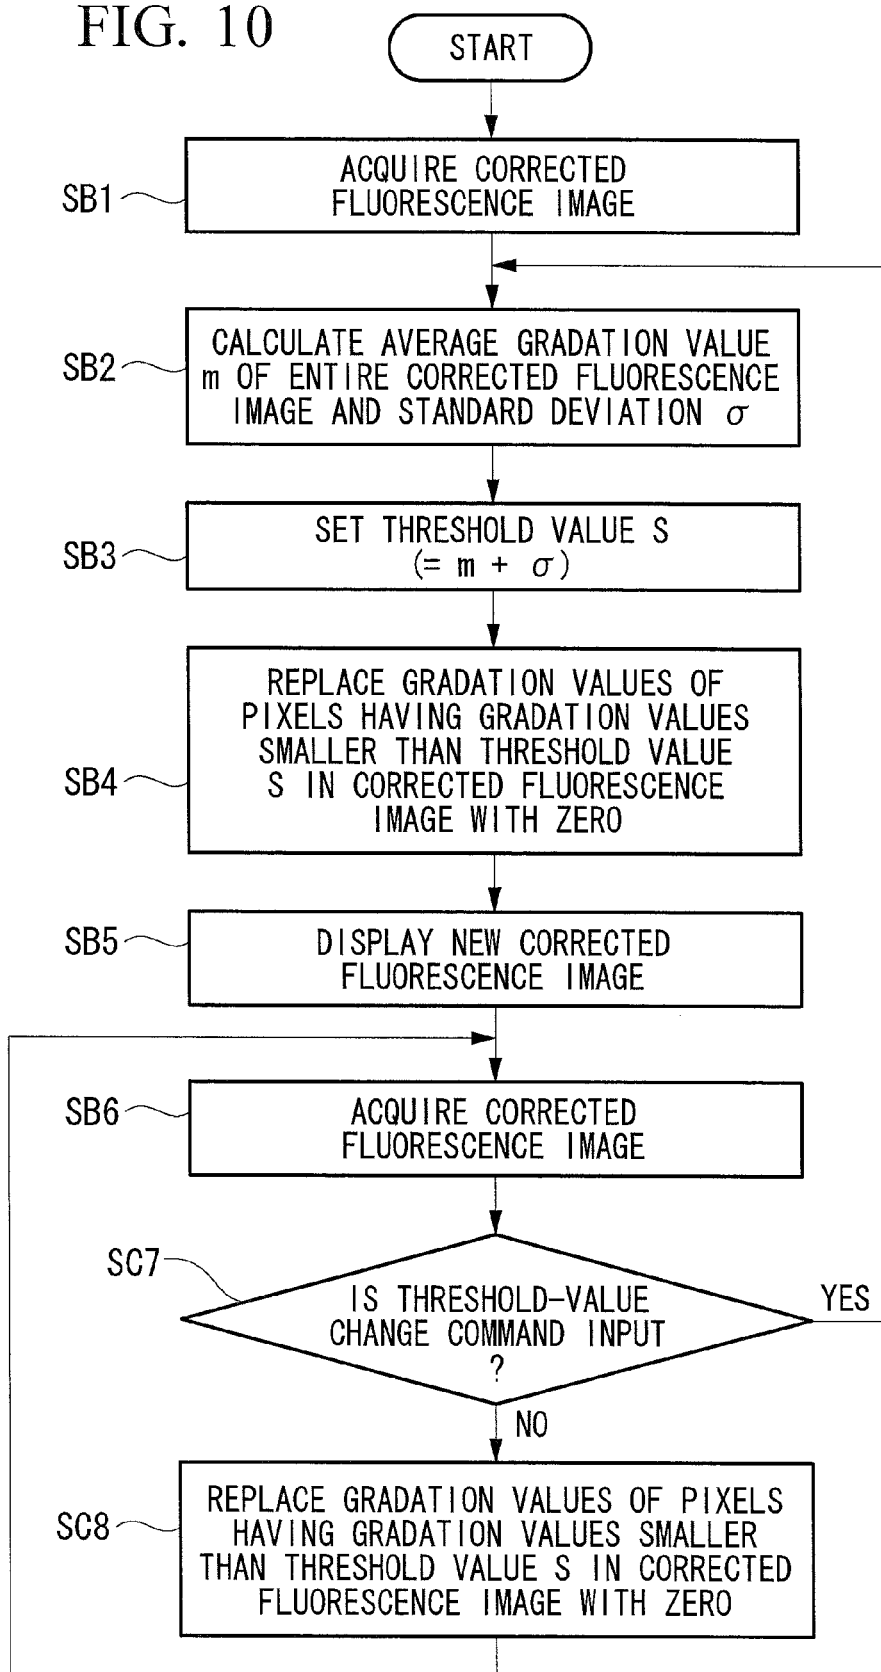 FIG. 10
START
SB1
ACQUIRE CORRECTED
FLUORESCENCE IMAGE
SB2
CALCULATE AVERAGE GRADATION VALUE
m OF ENTIRE CORRECTED FLUORESCENCE
IMAGE AND STANDARD DEVIATION σ
SB3
SET THRESHOLD VALUE S
(= m + σ)
SB4
REPLACE GRADATION VALUES OF
PIXELS HAVING GRADATION VALUES
SMALLER THAN THRESHOLD VALUE
S IN CORRECTED FLUORESCENCE
IMAGE WITH ZERO
SB5
DISPLAY NEW CORRECTED
FLUORESCENCE IMAGE
SB6
ACQUIRE CORRECTED
FLUORESCENCE IMAGE
SC7
IS THRESHOLD-VALUE
CHANGE COMMAND INPUT
?
YES
NO
SC8
REPLACE GRADATION VALUES OF PIXELS
HAVING GRADATION VALUES SMALLER
THAN THRESHOLD VALUE S IN CORRECTED
FLUORESCENCE IMAGE WITH ZERO